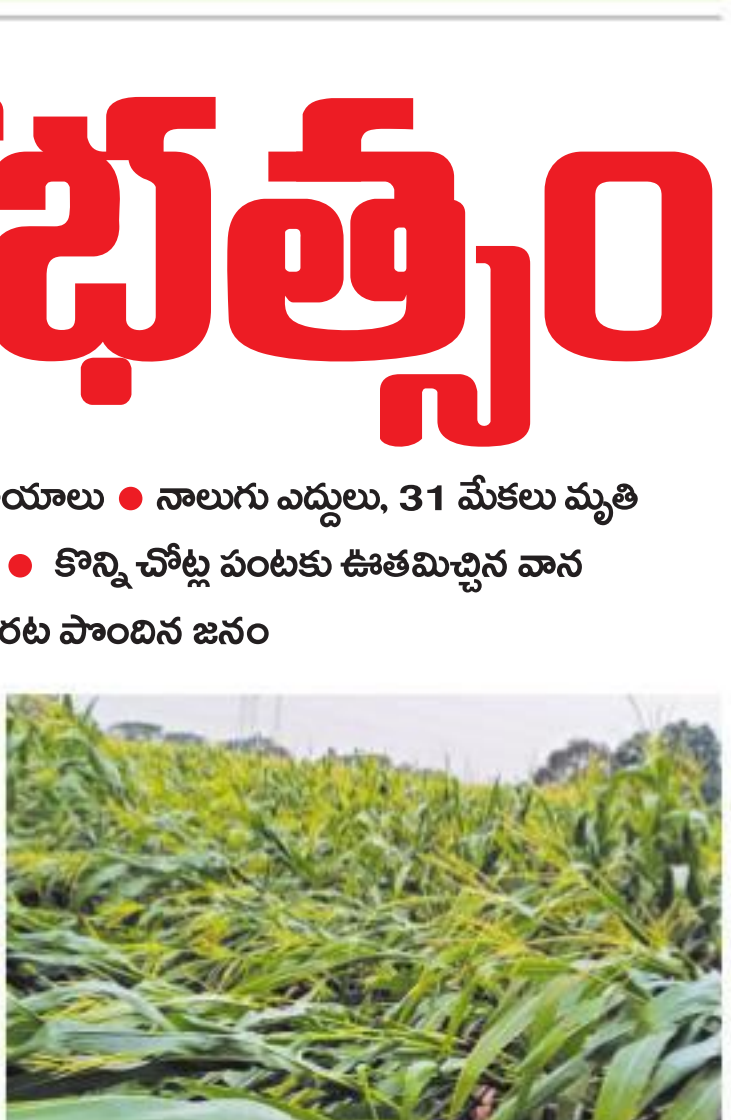 భత్సం
యాలు ● నాలుగు ఎద్దులు, 31 మేకలు మృతి
● కొన్ని చోట్ల పంటకు ఊతమిచ్చిన వాన
రట పొందిన జనం